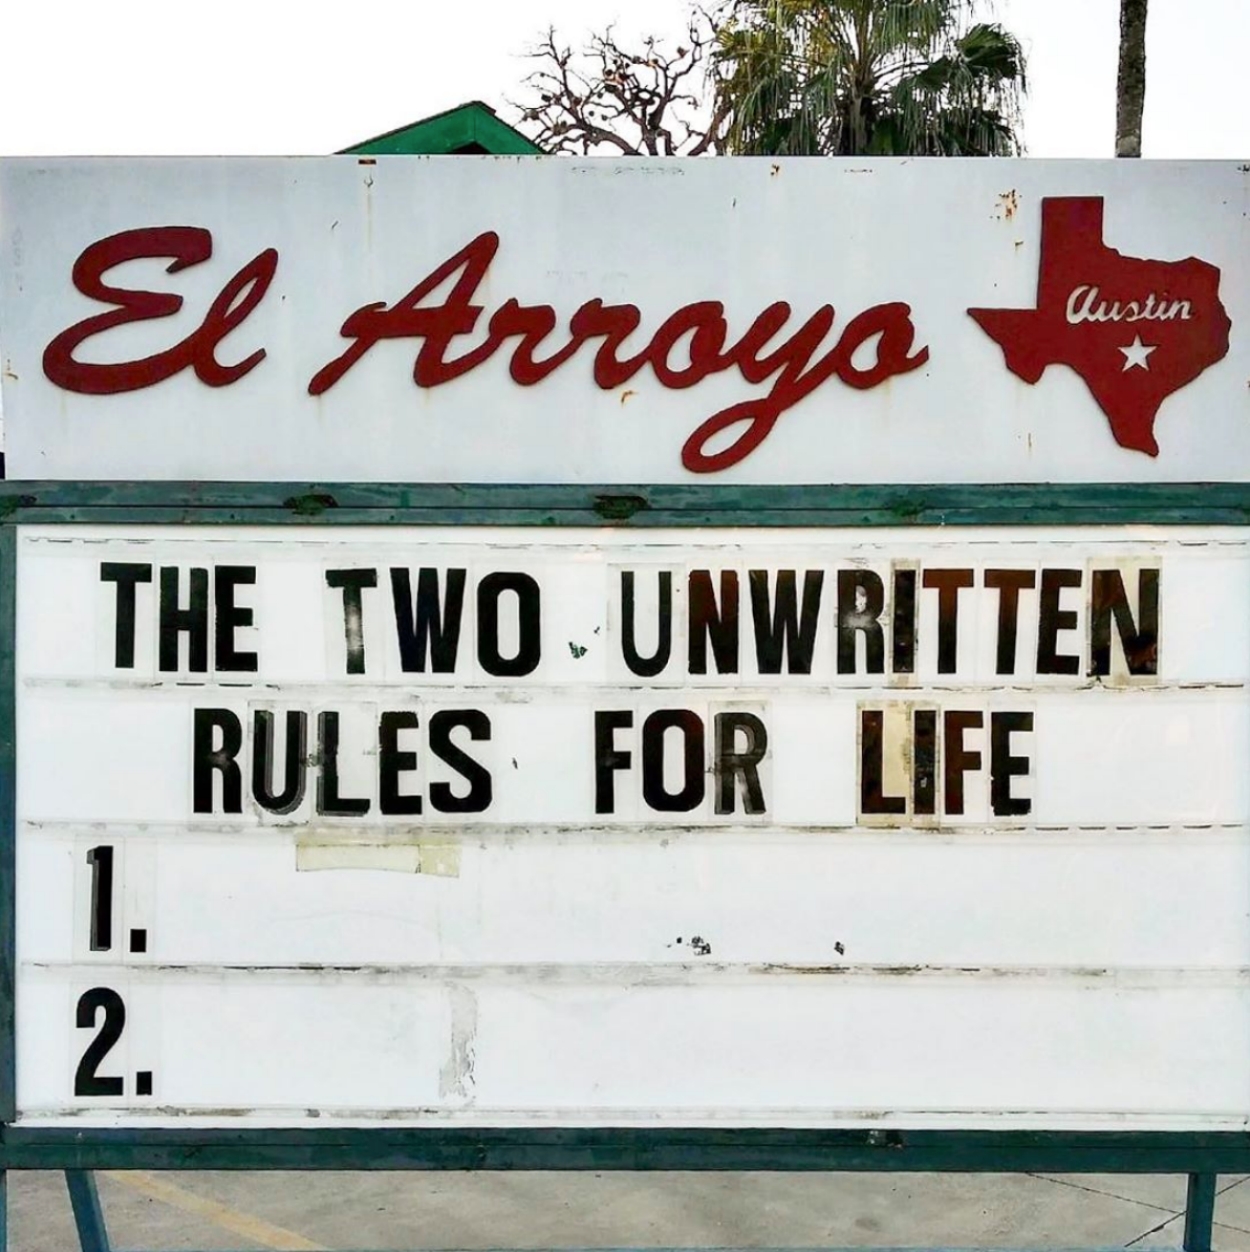 El Arroyo
Austin
THE TWO UNWRITTEN
RULES FOR LIFE
1.
2.